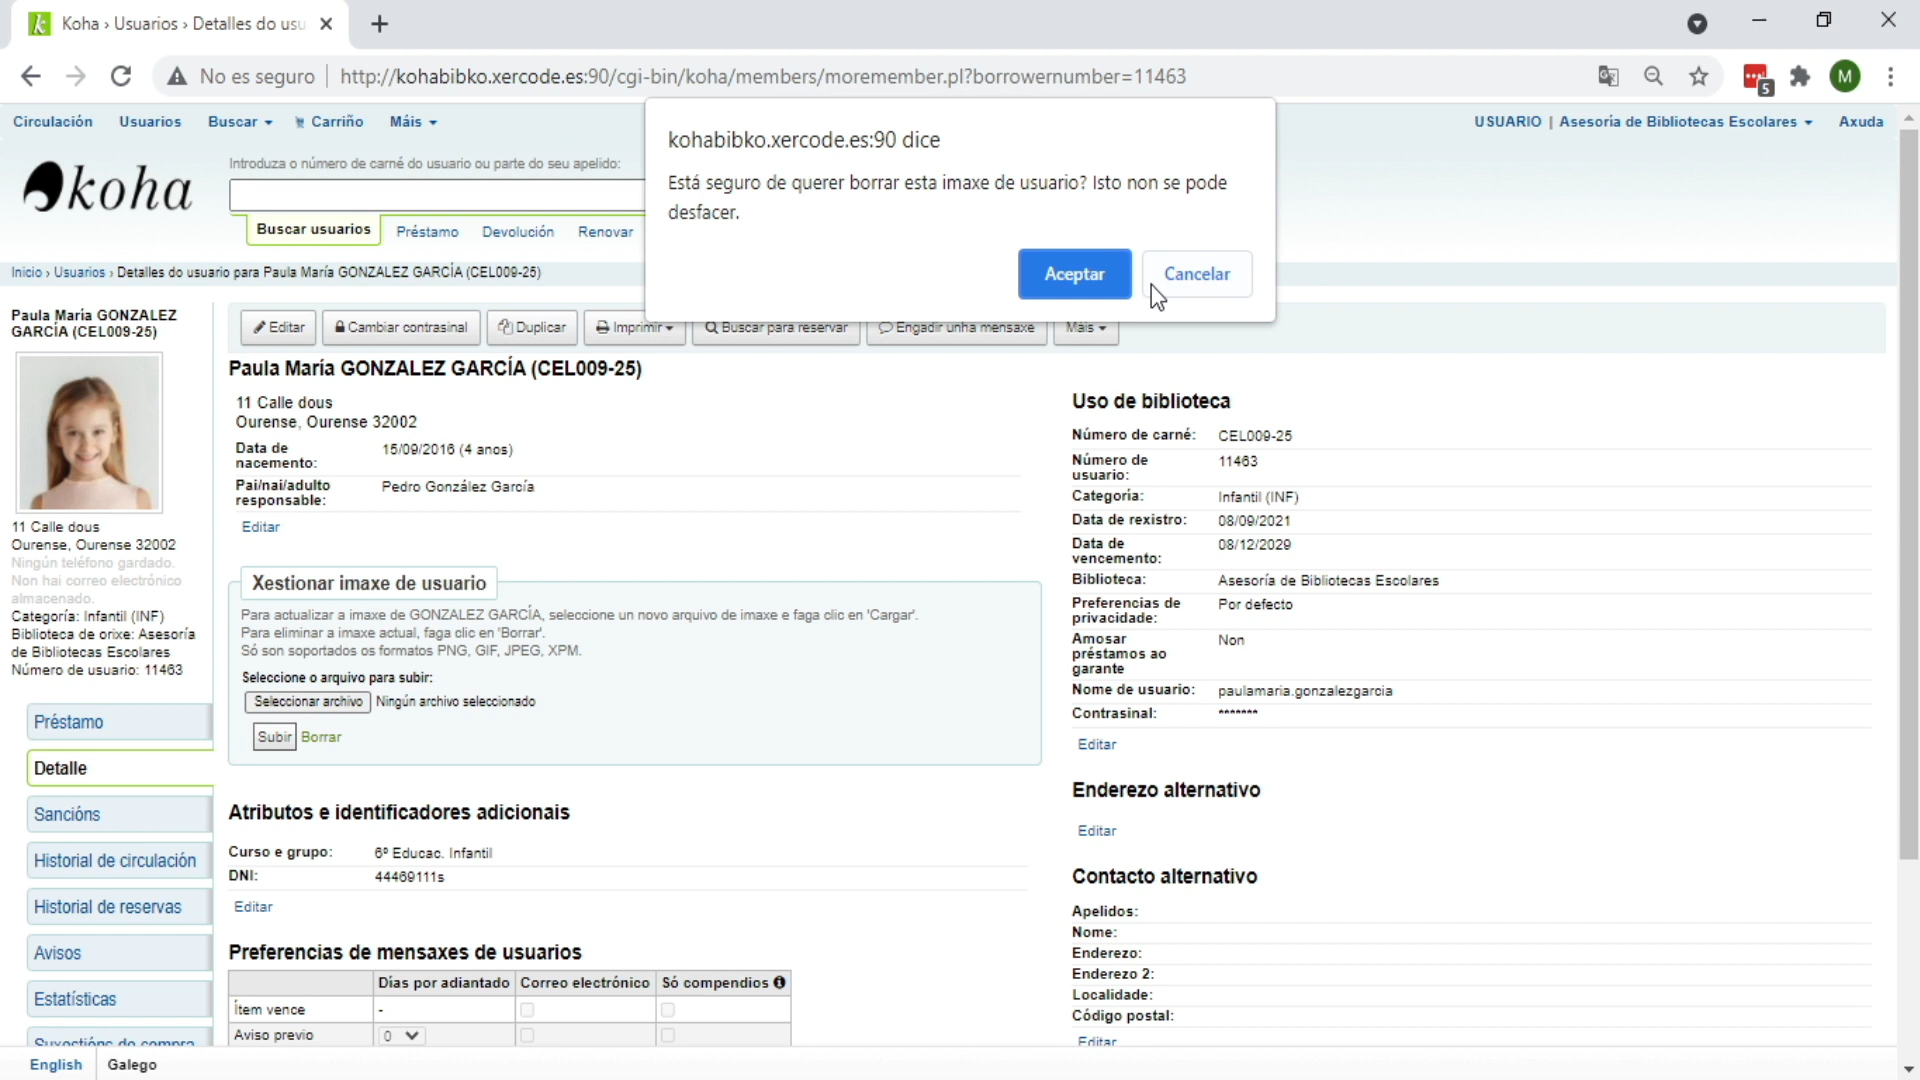 Koha › Usuarios › Detalles do usu
No es seguro
http://kohabibko.xercode.es:90/cgi-bin/koha/members/moremember.pl?borrowernumber=11463
5
M
Circulación Usuarios Buscar Carriño Máis
USUARIO | Asesoría de Bibliotecas Escolares Axuda
koha
Introduza o número de carné do usuario ou parte do seu apelido:
Buscar usuarios Préstamo Devolución Renovar
kohabibko.xercode.es:90 dice
Está seguro de querer borrar esta imaxe de usuario? Isto non se pode
desfacer.
Aceptar Cancelar
Inicio › Usuarios › Detalles do usuario para Paula María GONZALEZ GARCÍA (CEL009-25)
Paula María GONZALEZ
GARCÍA (CEL009-25)
11 Calle dous
Ourense, Ourense 32002
Ningún teléfono gardado.
Non hai correo electrónico
almacenado.
Categoría: Infantil (INF)
Biblioteca de orixe: Asesoría
de Bibliotecas Escolares
Número de usuario: 11463
Préstamo
Detalle
Sancións
Historial de circulación
Historial de reservas
Avisos
Estatísticas
Suxestións de compra
Editar Cambiar contrasinal Duplicar Imprimir Buscar para reservar Engadir unha mensaxe Máis
Paula María GONZALEZ GARCÍA (CEL009-25)
11 Calle dous
Ourense, Ourense 32002
Data de
nacemento:
15/09/2016 (4 anos)
Pai/nai/adulto
responsable:
Pedro González García
Editar
Xestionar imaxe de usuario
Para actualizar a imaxe de GONZALEZ GARCÍA, seleccione un novo arquivo de imaxe e faga clic en 'Cargar'.
Para eliminar a imaxe actual, faga clic en 'Borrar'.
Só son soportados os formatos PNG, GIF, JPEG, XPM.
Seleccione o arquivo para subir:
Seleccionar archivo Ningún archivo seleccionado
Subir Borrar
Atributos e identificadores adicionais
Curso e grupo: 6º Educac. Infantil
DNI: 44469111s
Editar
Preferencias de mensaxes de usuarios
Días por adiantado Correo electrónico Só compendios
Ítem vence -
Aviso previo 0
Uso de biblioteca
Número de carné: CEL009-25
Número de
usuario:
11463
Categoría: Infantil (INF)
Data de rexistro: 08/09/2021
Data de
vencemento:
08/12/2029
Biblioteca: Asesoría de Bibliotecas Escolares
Preferencias de
privacidade:
Por defecto
Amosar
préstamos ao
garante
Non
Nome de usuario: paulamaria.gonzalezgarcia
Contrasinal: *******
Editar
Enderezo alternativo
Editar
Contacto alternativo
Apelidos:
Nome:
Enderezo:
Enderezo 2:
Localidade:
Código postal:
Editar
English Galego